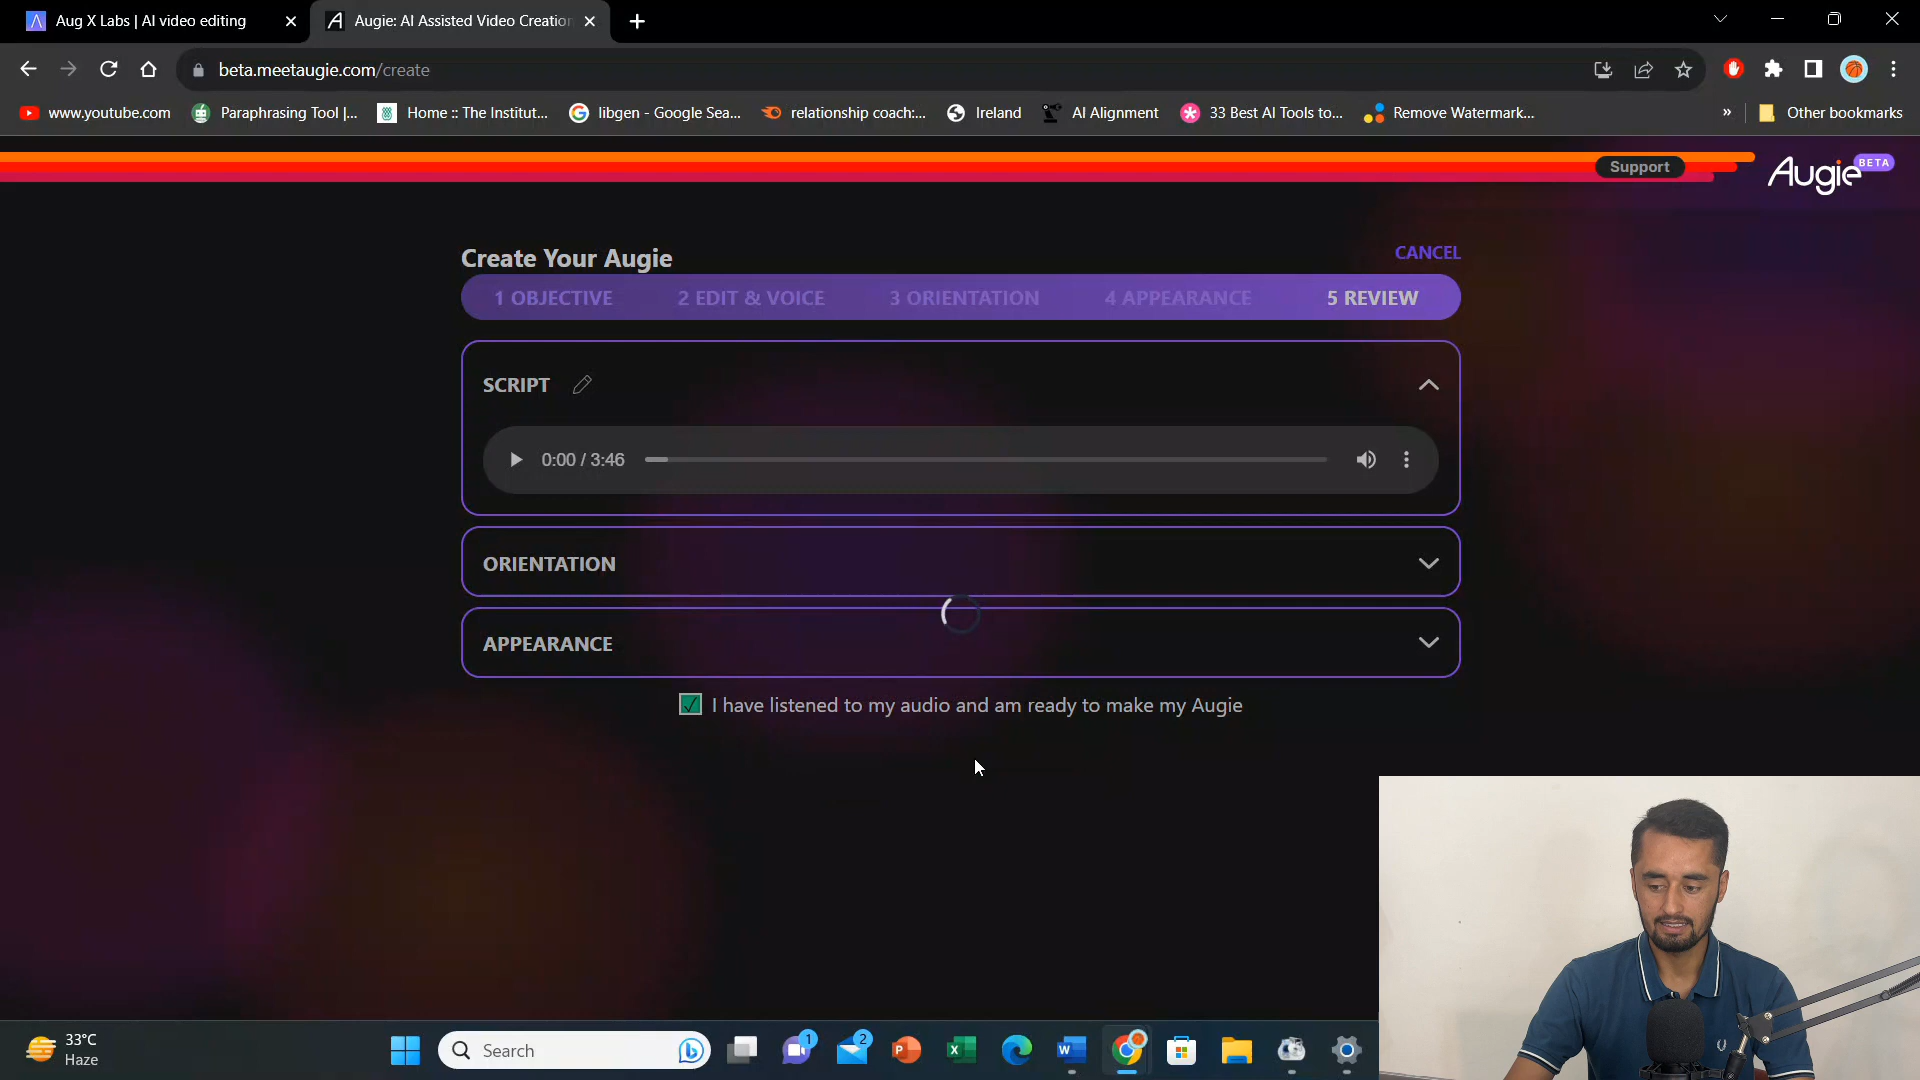 Aug X Labs | AI video editing
Augie: AI Assisted Video Creation
beta.meetaugie.com/create
www.youtube.com
Paraphrasing Tool |...
Home :: The Institut...
libgen - Google Sea...
relationship coach:...
Ireland
AI Alignment
33 Best AI Tools to...
Remove Watermark...
»
Other bookmarks
Support
Augie BETA
Create Your Augie
CANCEL
1 OBJECTIVE
2 EDIT & VOICE
3 ORIENTATION
4 APPEARANCE
5 REVIEW
SCRIPT
0:00 / 3:46
ORIENTATION
APPEARANCE
I have listened to my audio and am ready to make my Augie
33°C
Haze
Search
1
2